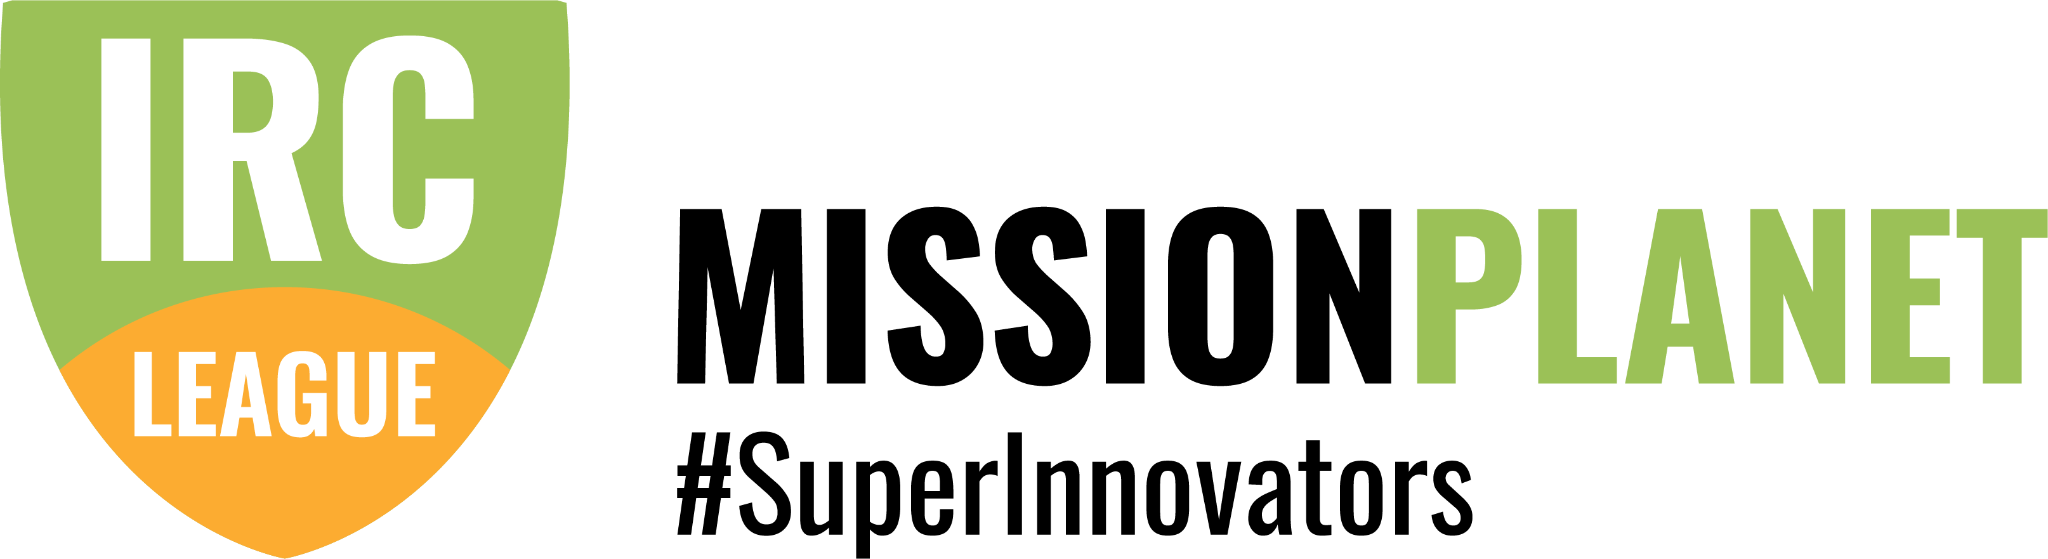 IRC
LEAGUE
MISSIONPLANET
#SuperInnovators